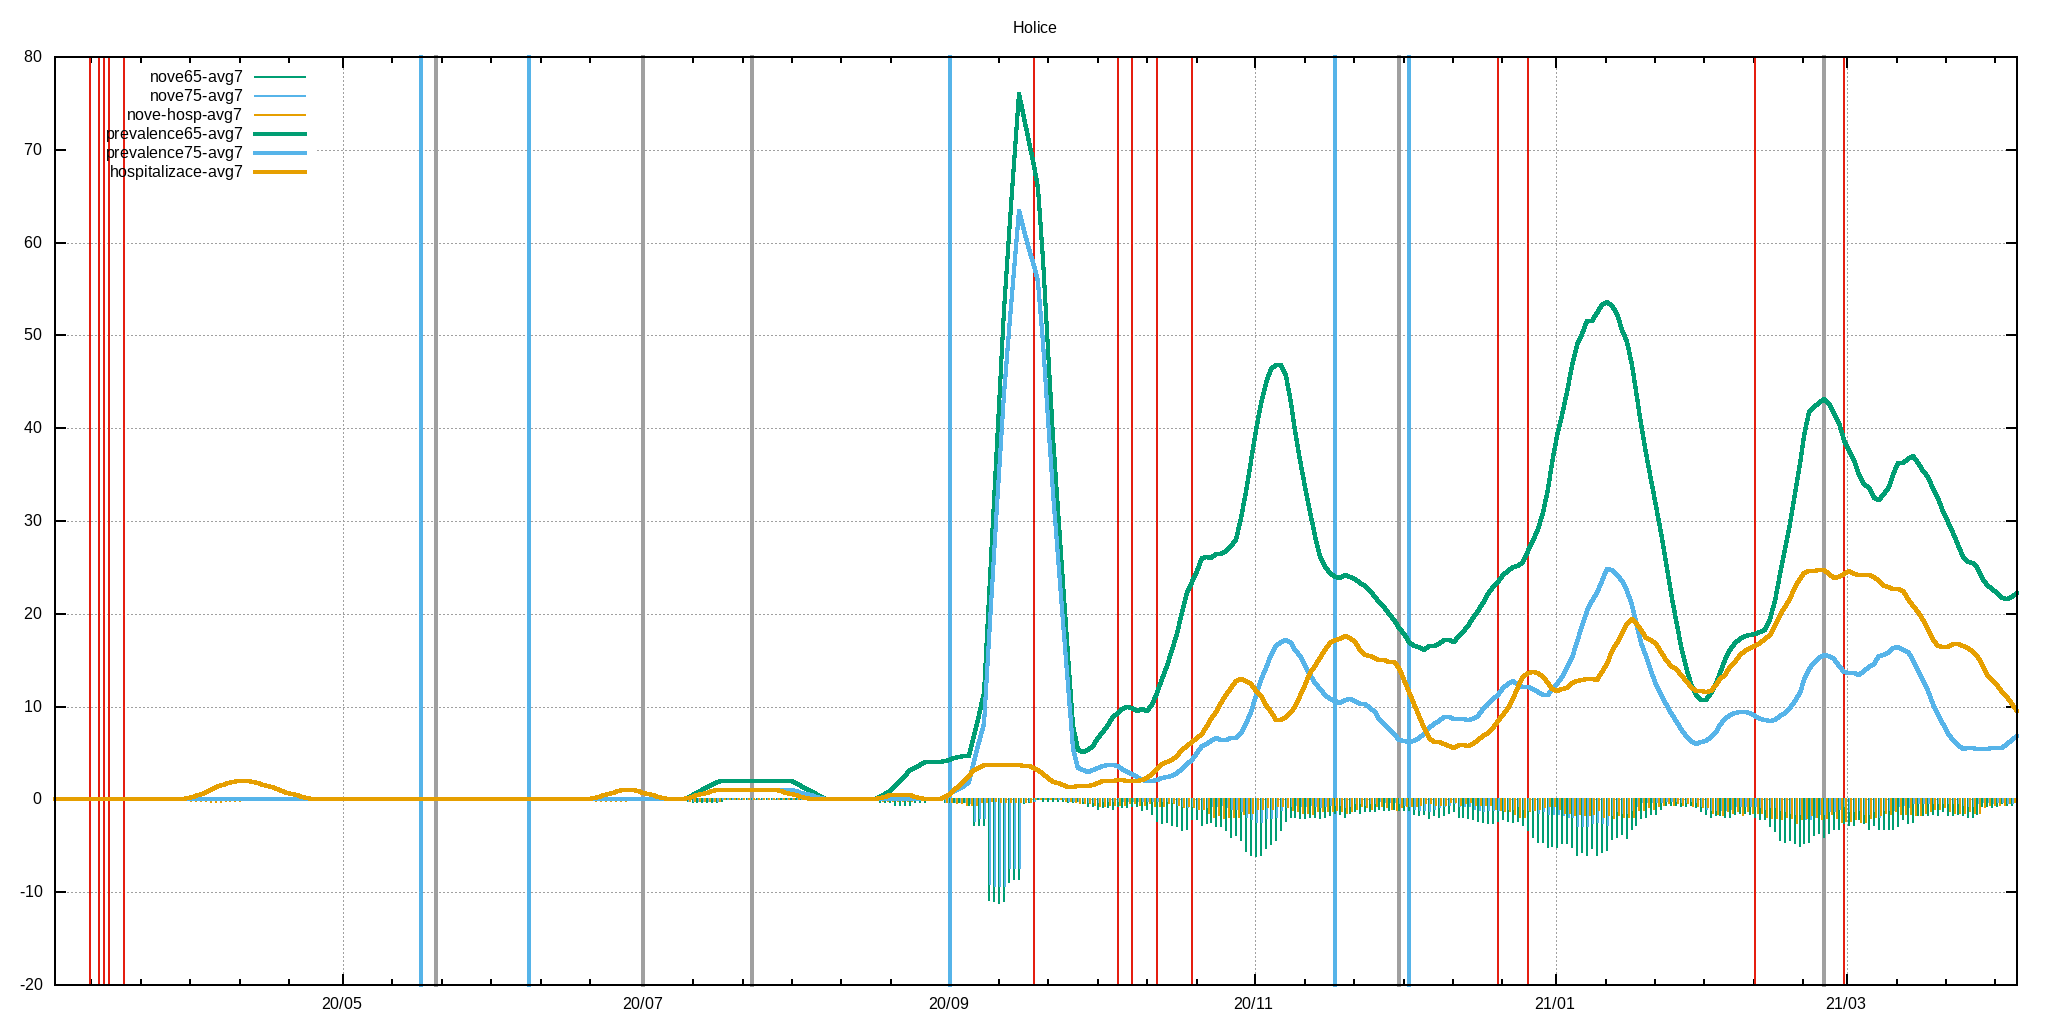 Holice
80
70
60
50
40
30
20
10
0
-10
-20
nove65-avg7
nove75-avg7
nove-hosp-avg7
prevalence65-avg7
prevalence75-avg7
hospitalizace-avg7
20/05 20/07 20/09 20/11 21/01 21/03